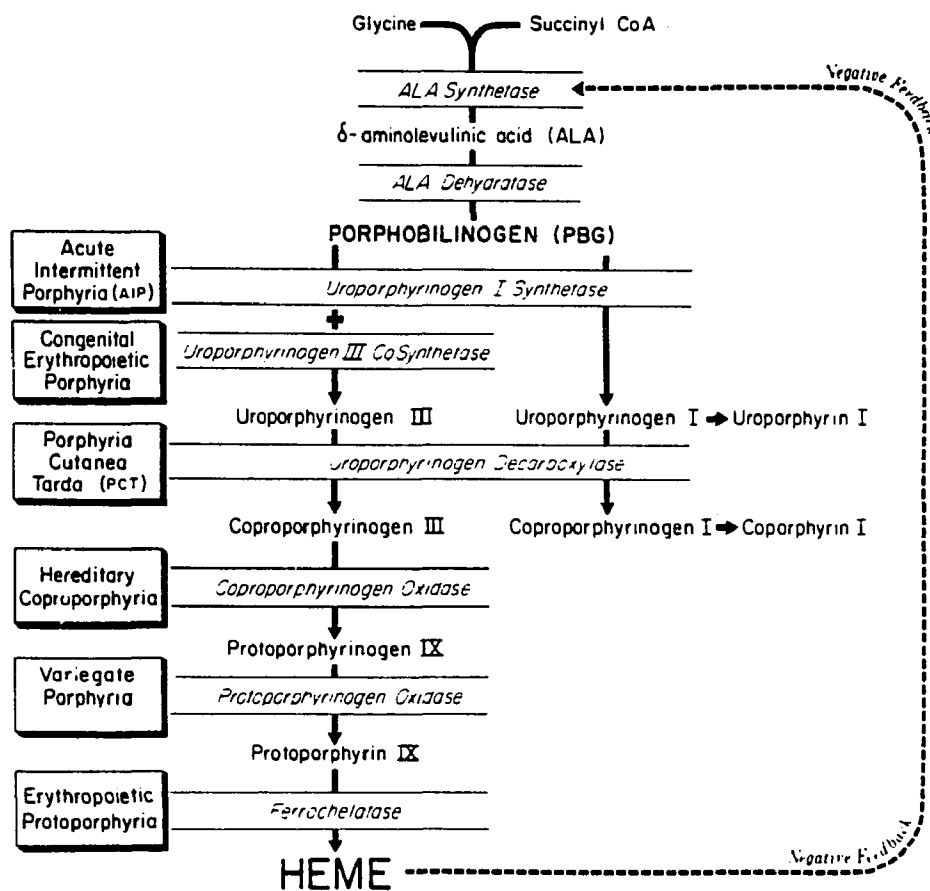 Glycine Succinyl CoA
Negative Feedback
ALA Synthetase
δ-aminolevulinic acid (ALA)
ALA Dehydratase
PORPHOBILINOGEN (PBG)
Acute
Intermittent
Porphyria (AIP)
Uroporphyrinogen I Synthetase
+
Congenital
Erythropoietic
Porphyria
Uroporphyrinogen III CoSynthetase
Uroporphyrinogen III
Uroporphyrinogen I → Uroporphyrin I
Porphyria
Cutanea
Tarda (PCT)
Uroporphyrinogen Decarboxylase
Coproporphyrinogen III
Coproporphyrinogen I → Coporphyrin I
Hereditary
Coproporphyria
Coproporphyrinogen Oxidase
Protoporphyrinogen IX
Variegate
Porphyria
Protoporphyrinogen Oxidase
Protoporphyrin IX
Erythropoietic
Protoporphyria
Ferrochelatase
HEME
Negative Feedback